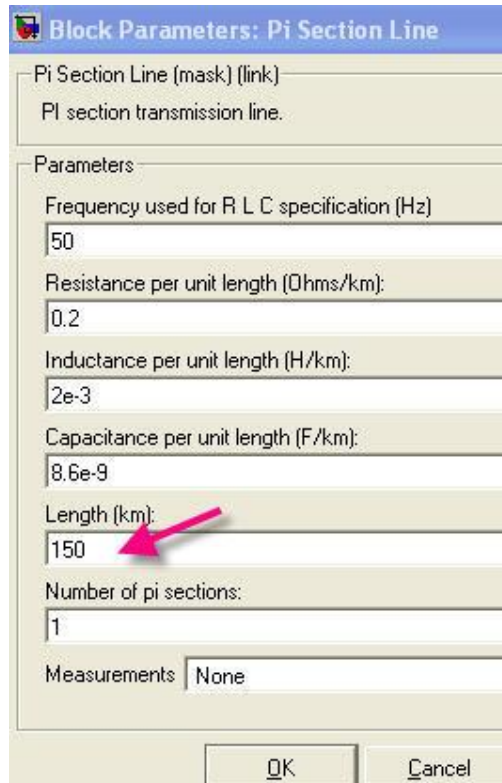 Block Parameters: Pi Section Line
Pi Section Line (mask) (link)
PI section transmission line.
Parameters
Frequency used for R L C specification (Hz)
50
Resistance per unit length (Ohms/km):
0.2
Inductance per unit length (H/km):
2e-3
Capacitance per unit length (F/km):
8.6e-9
Length (km):
150
Number of pi sections:
1
Measurements None
OK Cancel